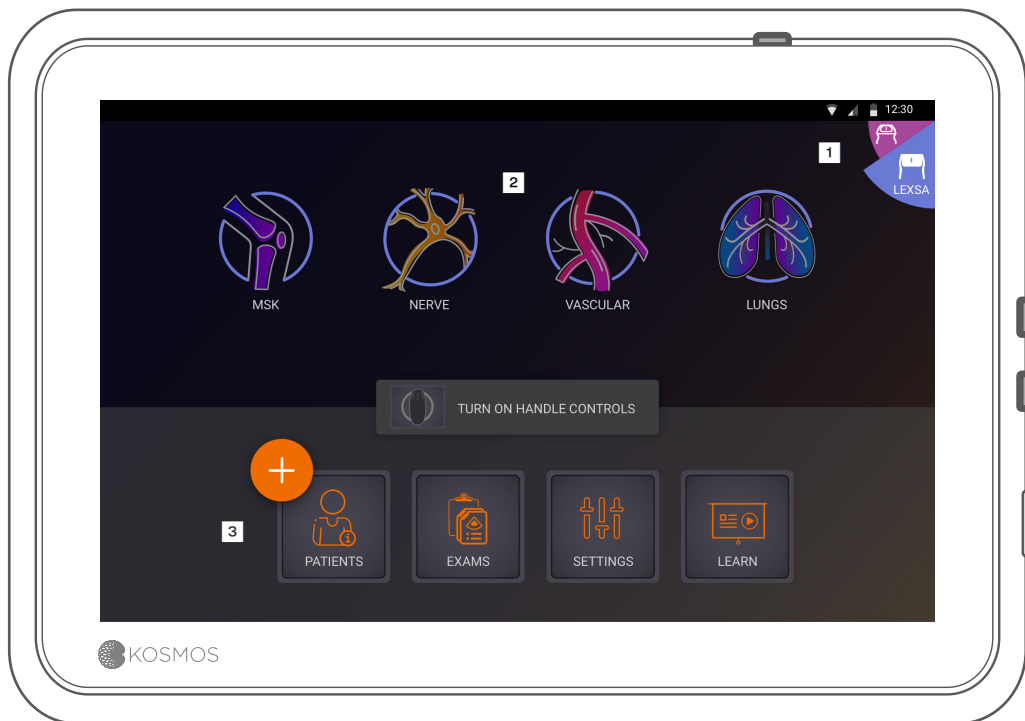 12:30
1
LEXSA
2
MSK
NERVE
VASCULAR
LUNGS
TURN ON HANDLE CONTROLS
3
PATIENTS
EXAMS
SETTINGS
LEARN
KOSMOS